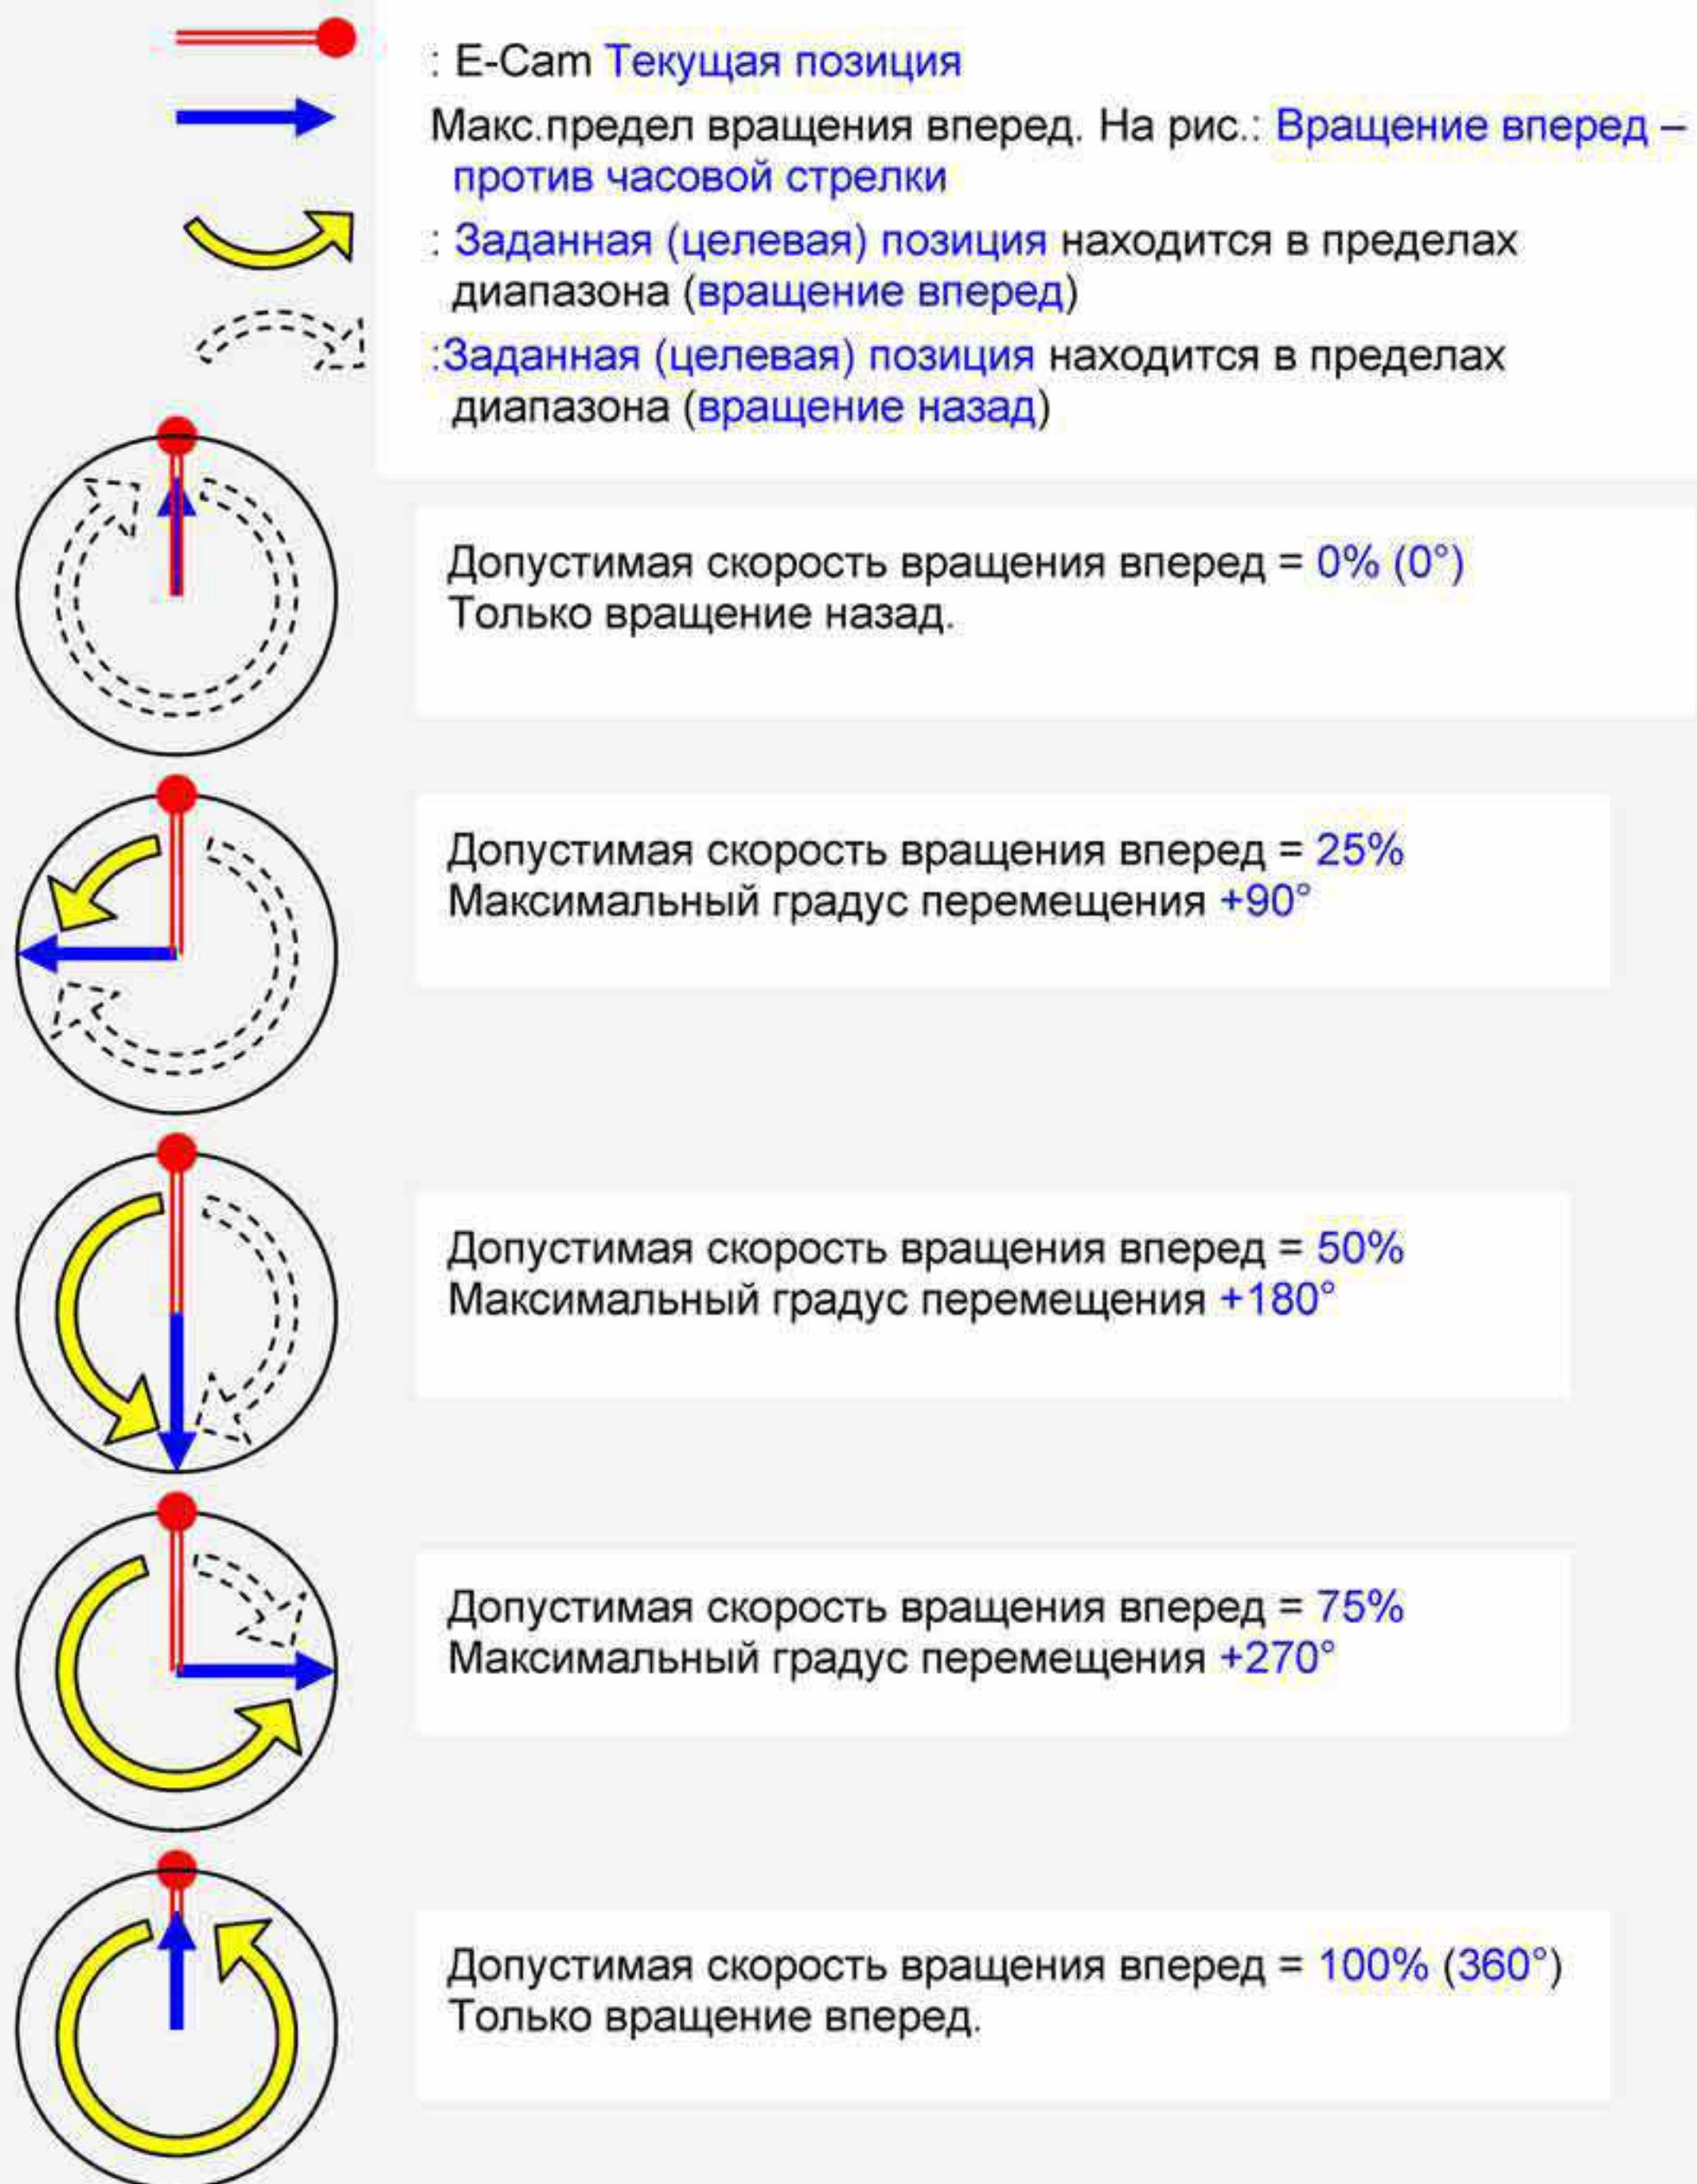 : E-Cam Текущая позиция
Макс.предел вращения вперед. На рис.: Вращение вперед –
против часовой стрелки
: Заданная (целевая) позиция находится в пределах
диапазона (вращение вперед)
:Заданная (целевая) позиция находится в пределах
диапазона (вращение назад)
Допустимая скорость вращения вперед = 0% (0°)
Только вращение назад.
Допустимая скорость вращения вперед = 25%
Максимальный градус перемещения +90°
Допустимая скорость вращения вперед = 50%
Максимальный градус перемещения +180°
Допустимая скорость вращения вперед = 75%
Максимальный градус перемещения +270°
Допустимая скорость вращения вперед = 100% (360°)
Только вращение вперед.